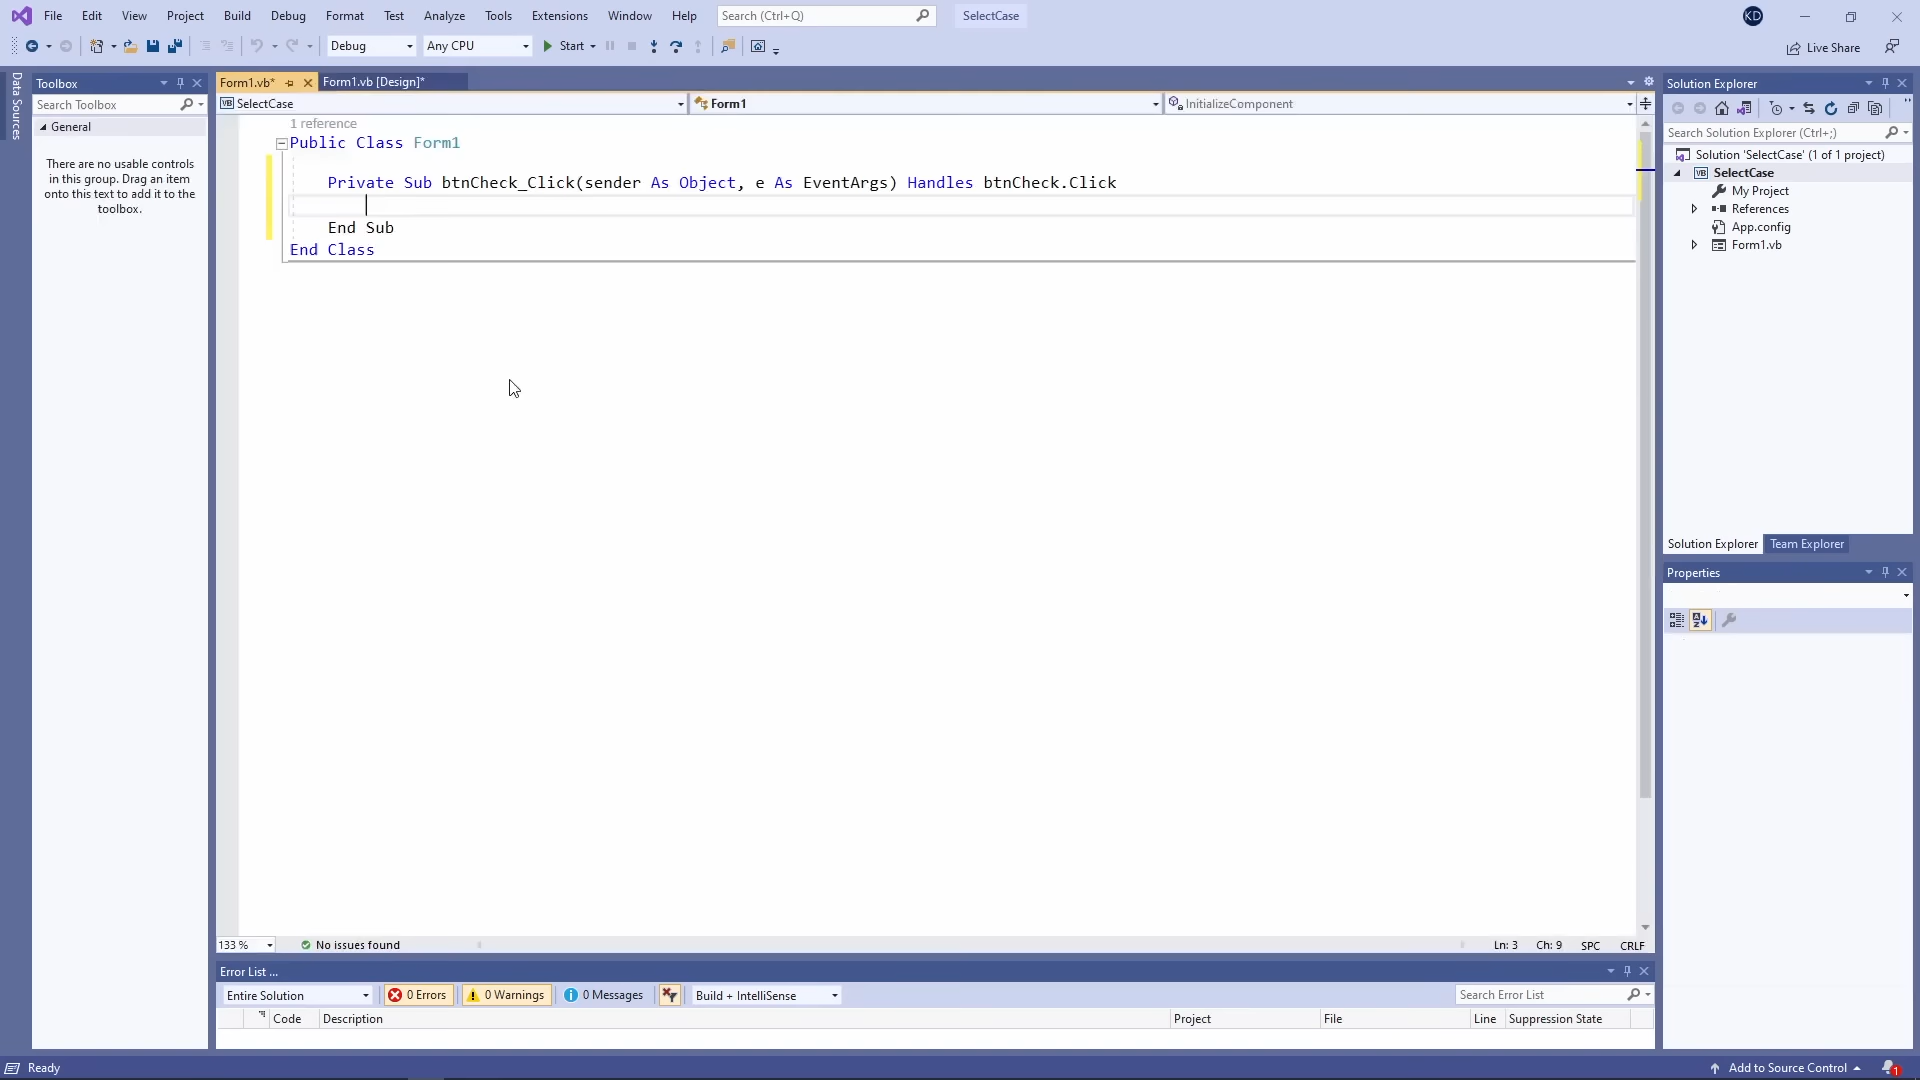 File Edit View Project Build Debug Format Test Analyze Tools Extensions Window Help Search (Ctrl+Q) SelectCase KD
Debug Any CPU Start Live Share
Data Sources
Toolbox
Search Toolbox
General
There are no usable controls
in this group. Drag an item
onto this text to add it to the
toolbox.
Form1.vb* Form1.vb [Design]*
VB SelectCase Form1 InitializeComponent
1 reference
Public Class Form1
Private Sub btnCheck_Click(sender As Object, e As EventArgs) Handles btnCheck.Click
End Sub
End Class
133 % No issues found Ln: 3 Ch: 9 SPC CRLF
Error List ...
Entire Solution 0 Errors 0 Warnings 0 Messages Build + IntelliSense Search Error List
Code Description Project File Line Suppression State
Solution Explorer
Search Solution Explorer (Ctrl+;)
Solution 'SelectCase' (1 of 1 project)
VB SelectCase
My Project
References
App.config
Form1.vb
Solution Explorer Team Explorer
Properties
Ready Add to Source Control 1